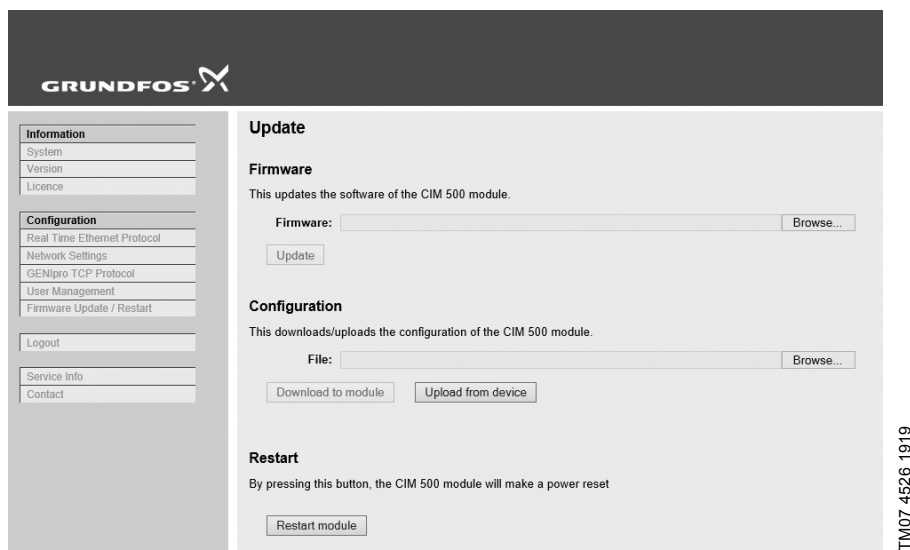 GRUNDFOS
Information
System
Version
Licence
Configuration
Real Time Ethernet Protocol
Network Settings
GENIpro TCP Protocol
User Management
Firmware Update / Restart
Logout
Service Info
Contact
Update
Firmware
This updates the software of the CIM 500 module.
Firmware: Browse...
Update
Configuration
This downloads/uploads the configuration of the CIM 500 module.
File: Browse...
Download to module Upload from device
Restart
By pressing this button, the CIM 500 module will make a power reset
Restart module
TM07 4526 1919